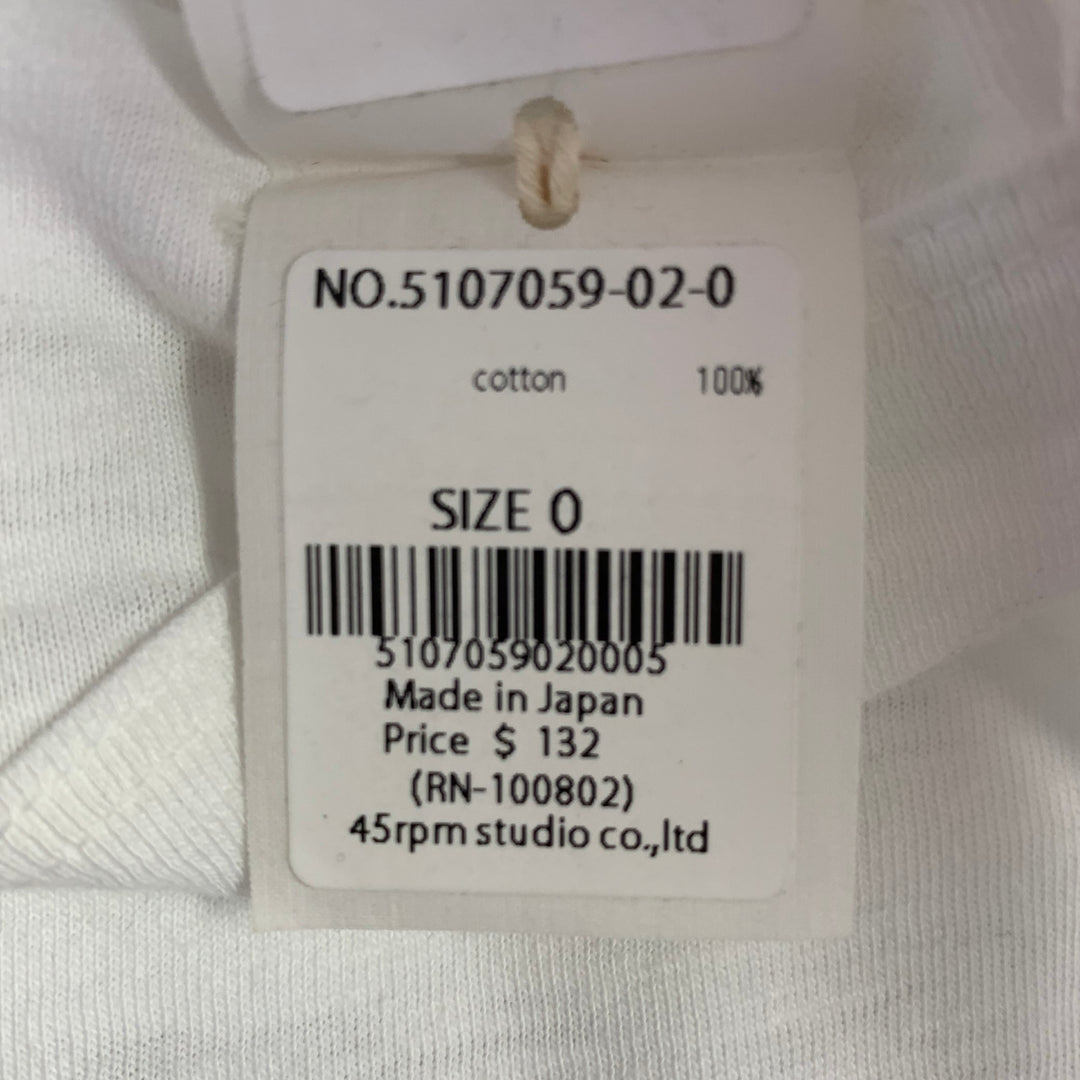 NO.5107059-02-0
cotton 100%
SIZE 0
5107059020005
Made in Japan
Price $ 132
(RN-100802)
45rpm studio co.,ltd